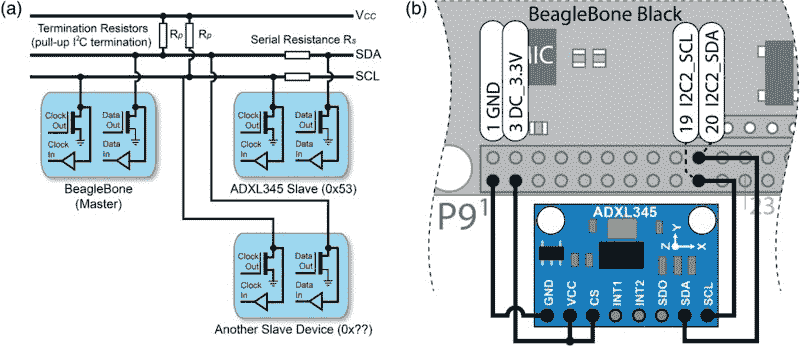 (a)
Vcc
Termination Resistors
(pull-up I²C termination)
Rp
Rp
Serial Resistance Rs
SDA
SCL
Clock
Out
Data
Out
Clock
In
Data
In
BeagleBone
(Master)
Clock
Out
Data
Out
Clock
In
Data
In
ADXL345 Slave (0x53)
Clock
Out
Data
Out
Clock
In
Data
In
Another Slave Device (0x??)
(b)
BeagleBone Black
1 GND
3 DC_3.3V
MIC
19 I2C2_SCL
20 I2C2_SDA
P9
1
23
ADXL345
Y
Z
X
GND
VCC
CS
INT1
INT2
SDO
SDA
SCL